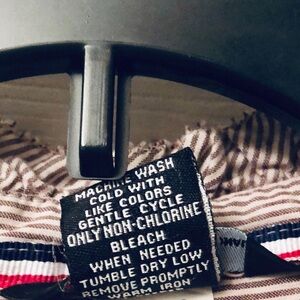 MACHINE WASH
COLD WITH
LIKE COLORS
GENTLE CYCLE
ONLY NON-CHLORINE
BLEACH
WHEN NEEDED
TUMBLE DRY LOW
REMOVE PROMPTLY
WARM IRON